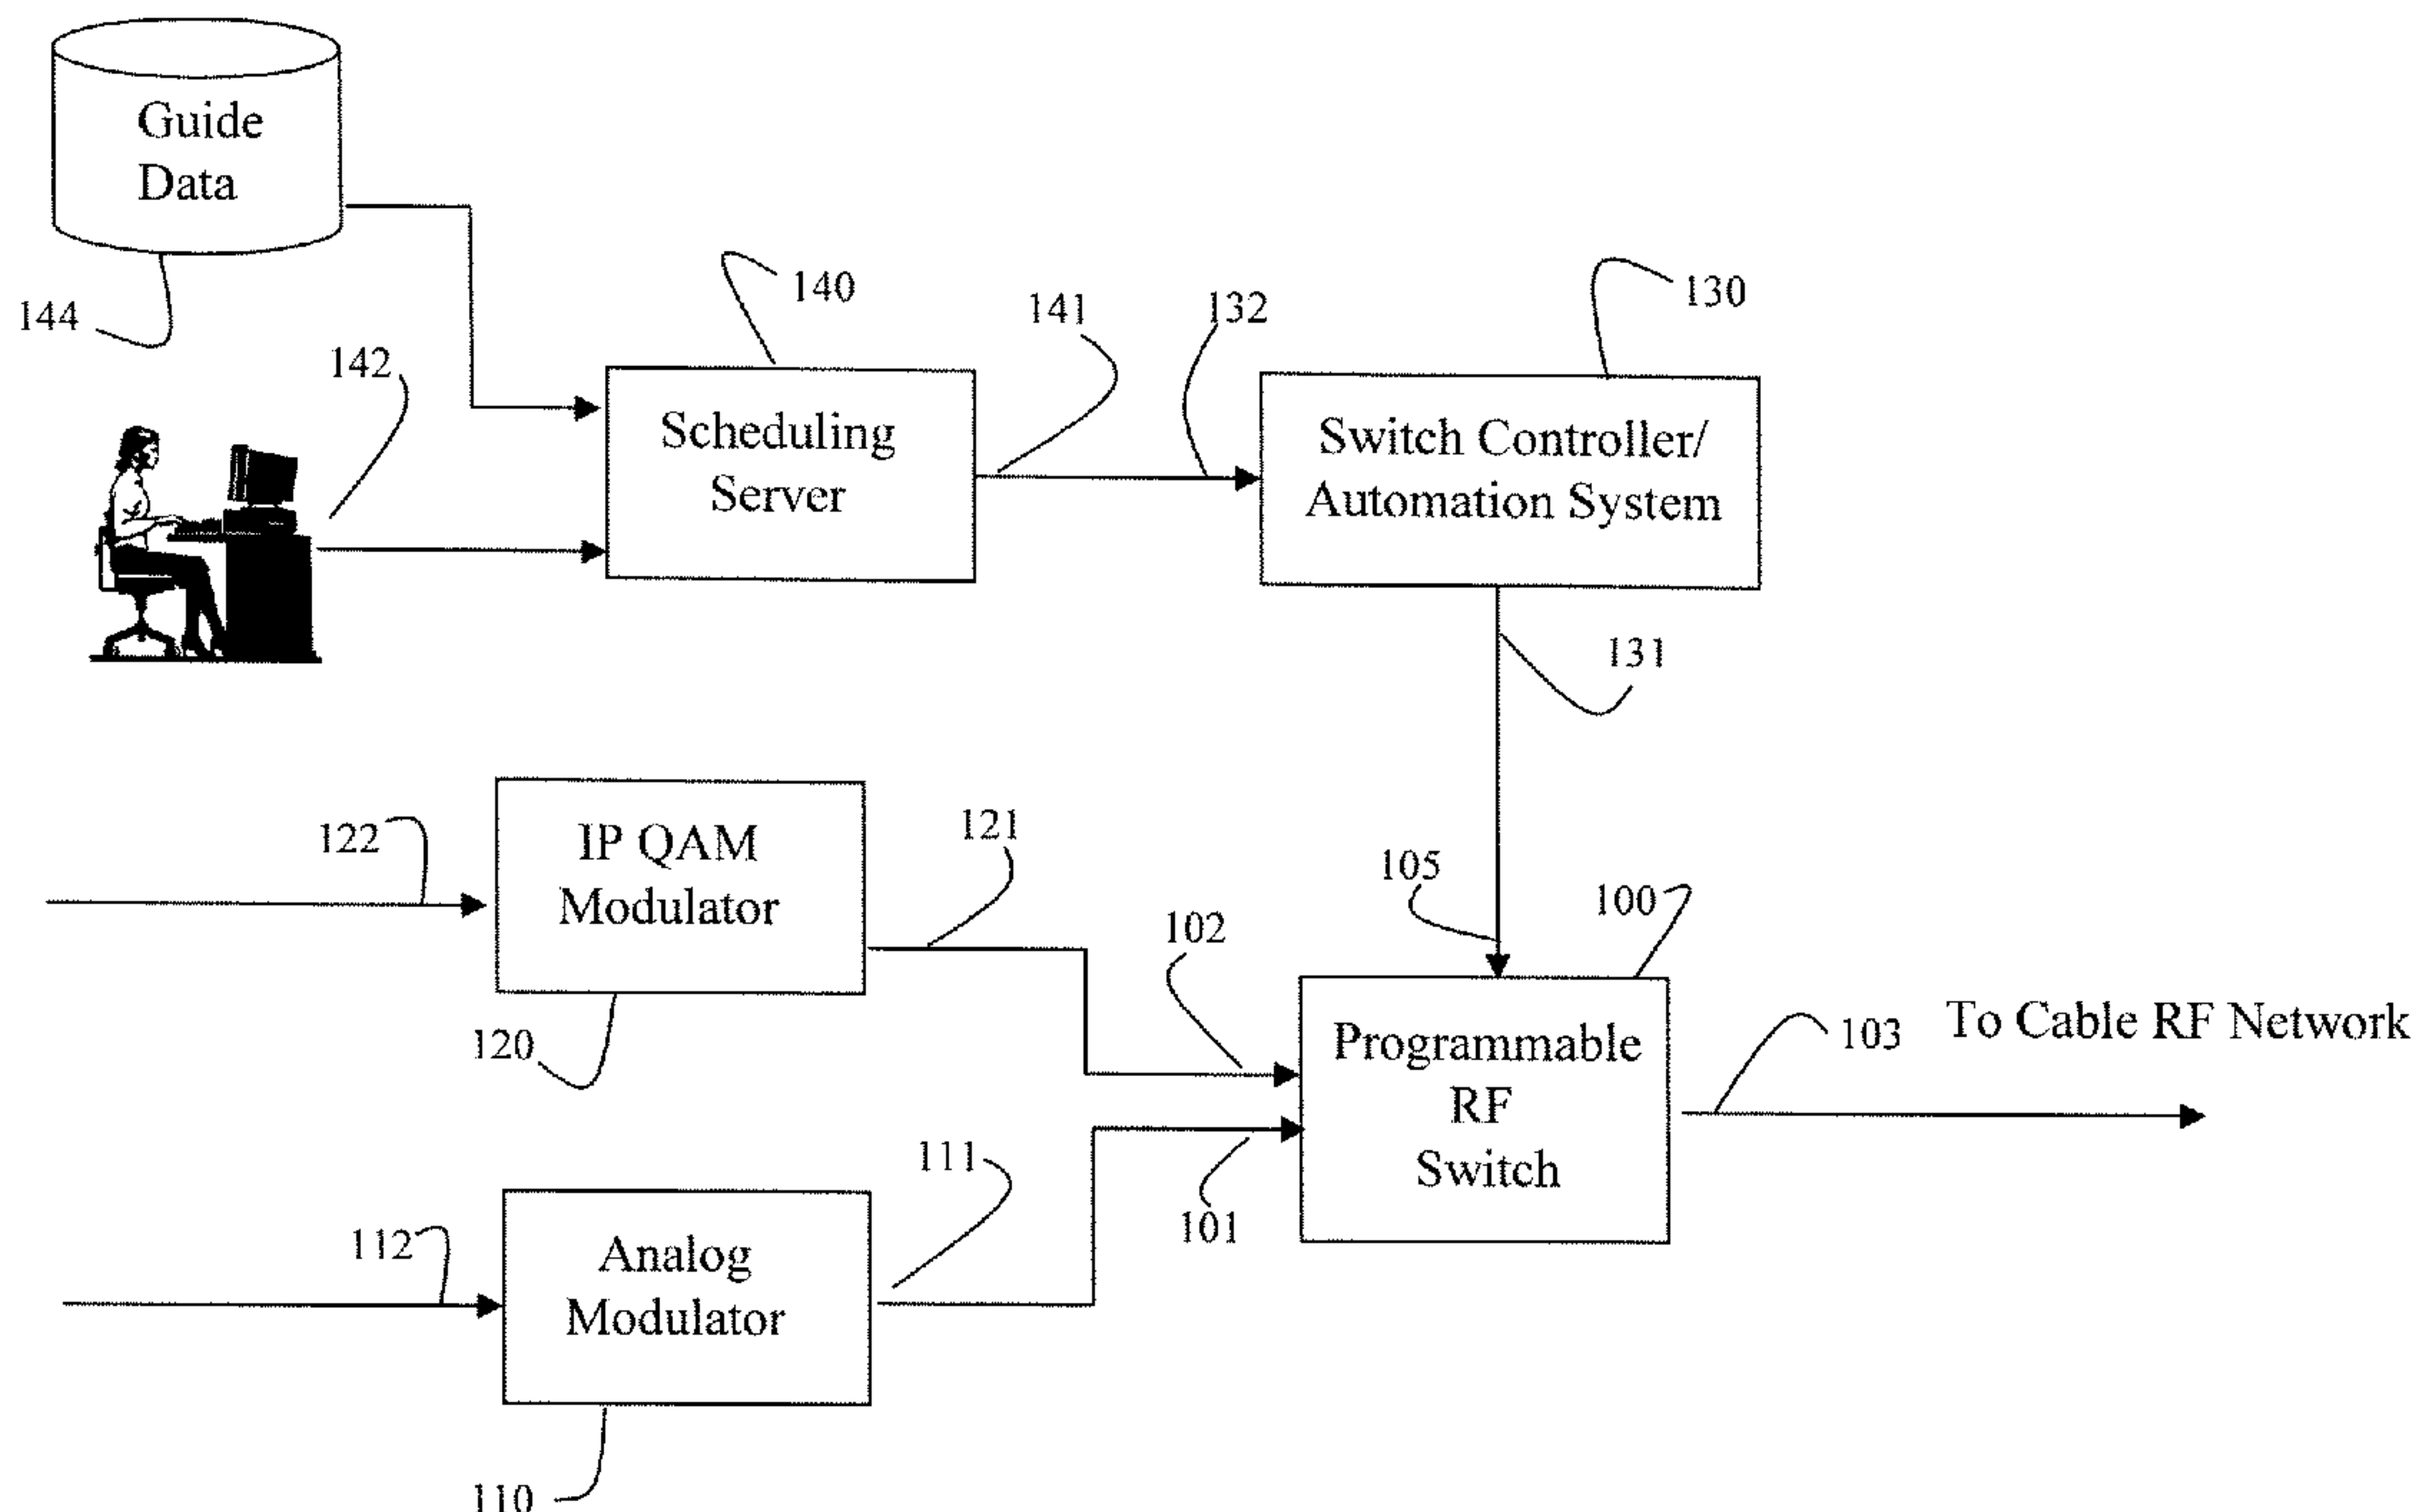 Guide
Data
144
142
140
Scheduling
Server
141
132
130
Switch Controller/
Automation System
131
122
IP QAM
Modulator
120
121
102
105
100
Programmable
RF
Switch
103
To Cable RF Network
112
Analog
Modulator
110
111
101